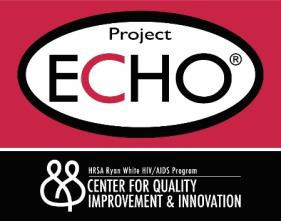 Project
ECHO®
HRSA Ryan White HIV/AIDS Program
CENTER FOR QUALITY
IMPROVEMENT & INNOVATION